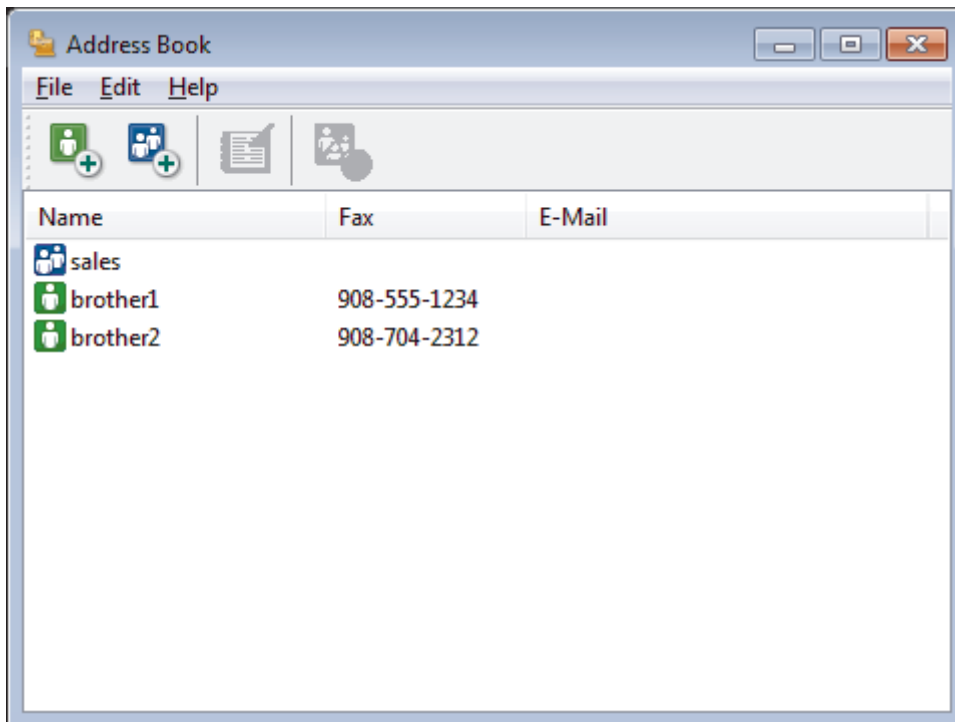 Address Book
File Edit Help
Name Fax E-Mail
sales
brother1 908-555-1234
brother2 908-704-2312